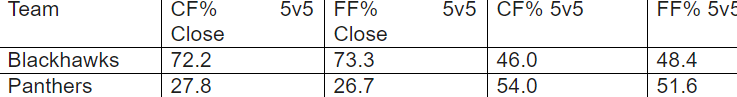 Team CF% 5v5 FF% 5v5 CF% 5v5 FF% 5v5
Close Close
Blackhawks 72.2 73.3 46.0 48.4
Panthers 27.8 26.7 54.0 51.6